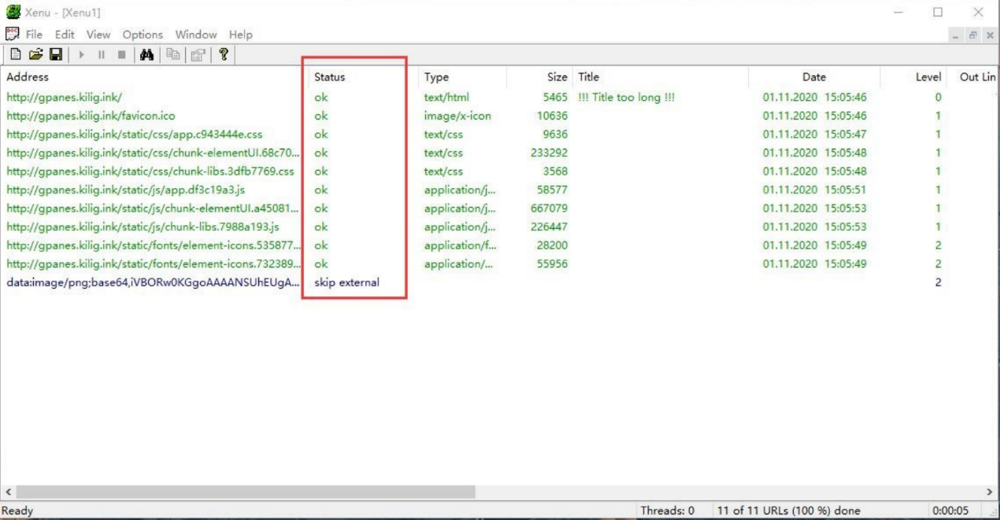 Xenu - [Xenu1]
File Edit View Options Window Help
Address Status Type Size Title Date Level Out Lin
http://gpanes.kilig.ink/ ok text/html 5465 !!! Title too long !!! 01.11.2020 15:05:46 0
http://gpanes.kilig.ink/favicon.ico ok image/x-icon 10636 01.11.2020 15:05:46 1
http://gpanes.kilig.ink/static/css/app.c943444e.css ok text/css 9636 01.11.2020 15:05:47 1
http://gpanes.kilig.ink/static/css/chunk-elementUI.68c70... ok text/css 233292 01.11.2020 15:05:48 1
http://gpanes.kilig.ink/static/css/chunk-libs.3dfb7769.css ok text/css 3568 01.11.2020 15:05:48 1
http://gpanes.kilig.ink/static/js/app.df3c19a3.js ok application/j... 58577 01.11.2020 15:05:51 1
http://gpanes.kilig.ink/static/js/chunk-elementUI.a45081... ok application/j... 667079 01.11.2020 15:05:53 1
http://gpanes.kilig.ink/static/js/chunk-libs.7988a193.js ok application/j... 226447 01.11.2020 15:05:53 1
http://gpanes.kilig.ink/static/fonts/element-icons.535877... ok application/f... 28200 01.11.2020 15:05:49 2
http://gpanes.kilig.ink/static/fonts/element-icons.732389... ok application/... 55956 01.11.2020 15:05:49 2
data:image/png;base64,iVBORw0KGgoAAAANSUhEUgA... skip external 2
Ready Threads: 0 11 of 11 URLs (100 %) done 0:00:05